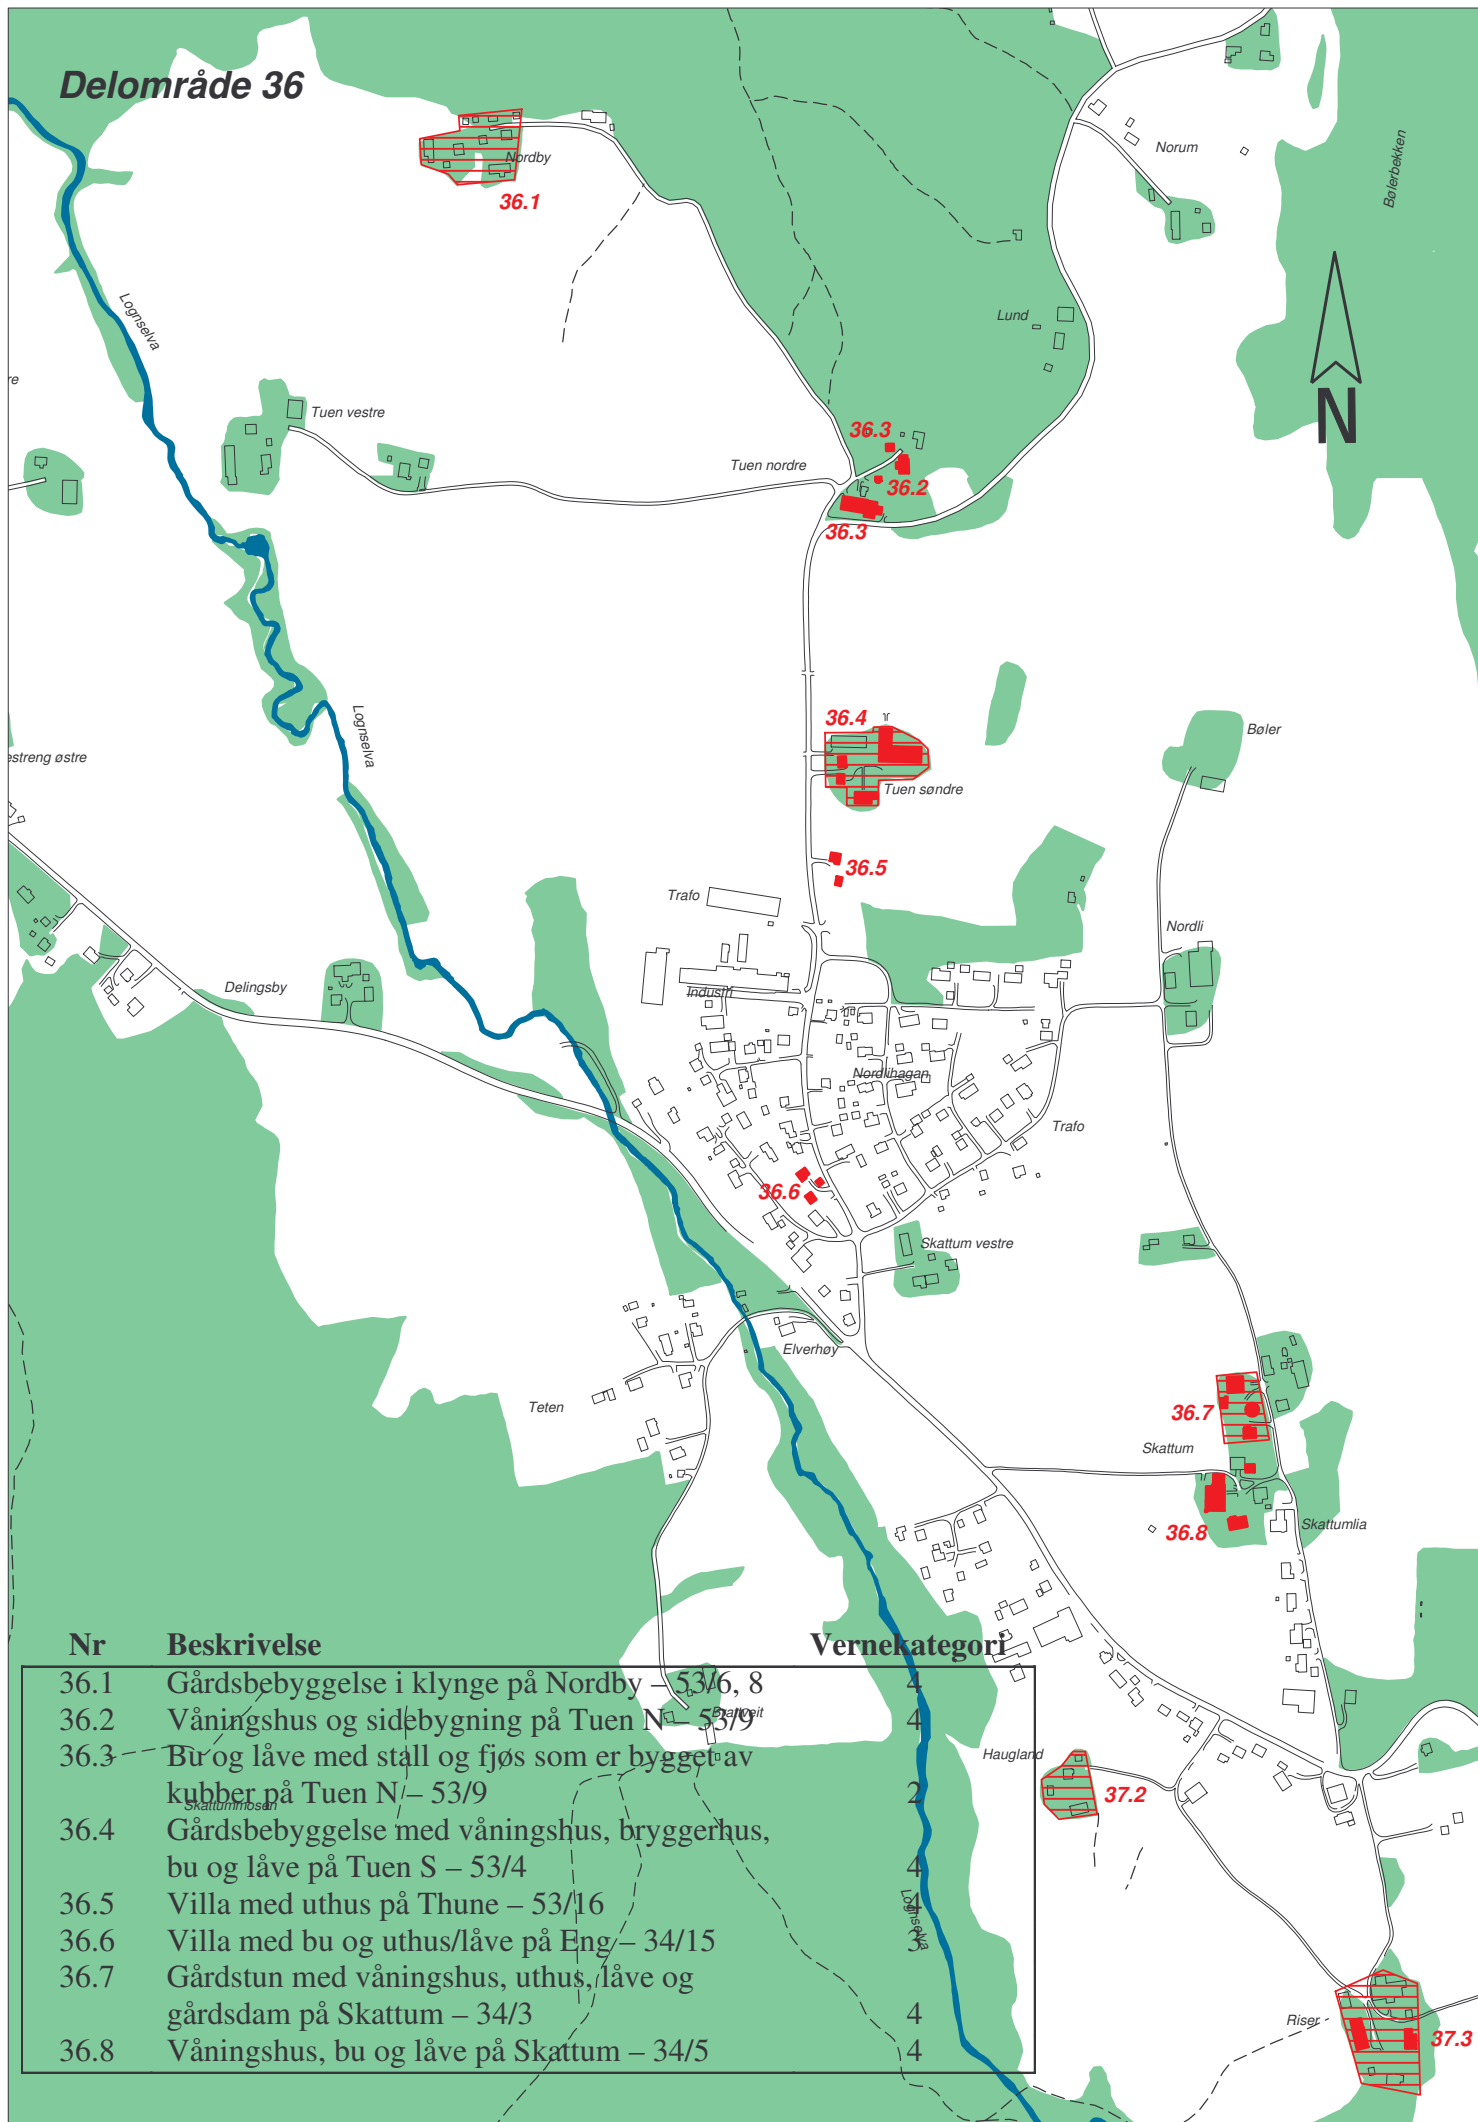 Delområde 36
Nordby
36.1
Norum
Bølerbekken
Lognselva
Lund
N
re
Tuen vestre
36.3
Tuen nordre
36.2
36.3
Lognselva
36.4
Bøler
estreng østre
Tuen søndre
36.5
Trafo
Nordli
Delingsby
Industri
Nordlihagan
Trafo
36.6
Skattum vestre
Elverhøy
Teten
36.7
Skattum
36.8
Skattumlia
Nr Beskrivelse Vernekategori
36.1 Gårdsbebyggelse i klynge på Nordby – 53/6, 8 4
36.2 Våningshus og sidebygning på Tuen N – 53/9 4
Brattveit
36.3 Bu og låve med stall og fjøs som er bygget av
kubber på Tuen N – 53/9 2
Skattummosen
36.4 Gårdsbebyggelse med våningshus, bryggerhus,
bu og låve på Tuen S – 53/4 4
36.5 Villa med uthus på Thune – 53/16 4
36.6 Villa med bu og uthus/låve på Eng – 34/15 3
36.7 Gårdstun med våningshus, uthus, låve og
gårdsdam på Skattum – 34/3 4
36.8 Våningshus, bu og låve på Skattum – 34/5 4
Lognselva
Haugland
37.2
Riser
37.3